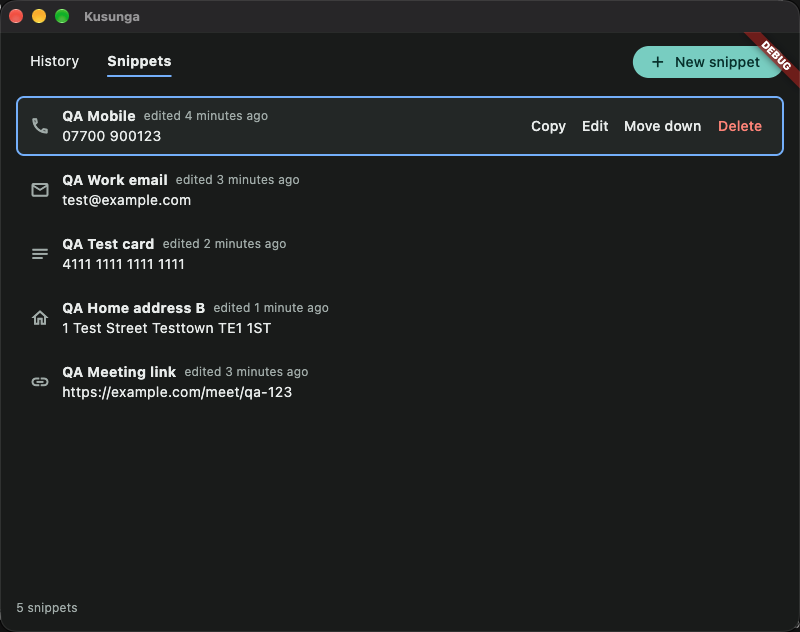 Kusunga
History Snippets + New snippet
DEBUG
QA Mobile edited 4 minutes ago
07700 900123
Copy Edit Move down Delete
QA Work email edited 3 minutes ago
test@example.com
QA Test card edited 2 minutes ago
4111 1111 1111 1111
QA Home address B edited 1 minute ago
1 Test Street Testtown TE1 1ST
QA Meeting link edited 3 minutes ago
https://example.com/meet/qa-123
5 snippets